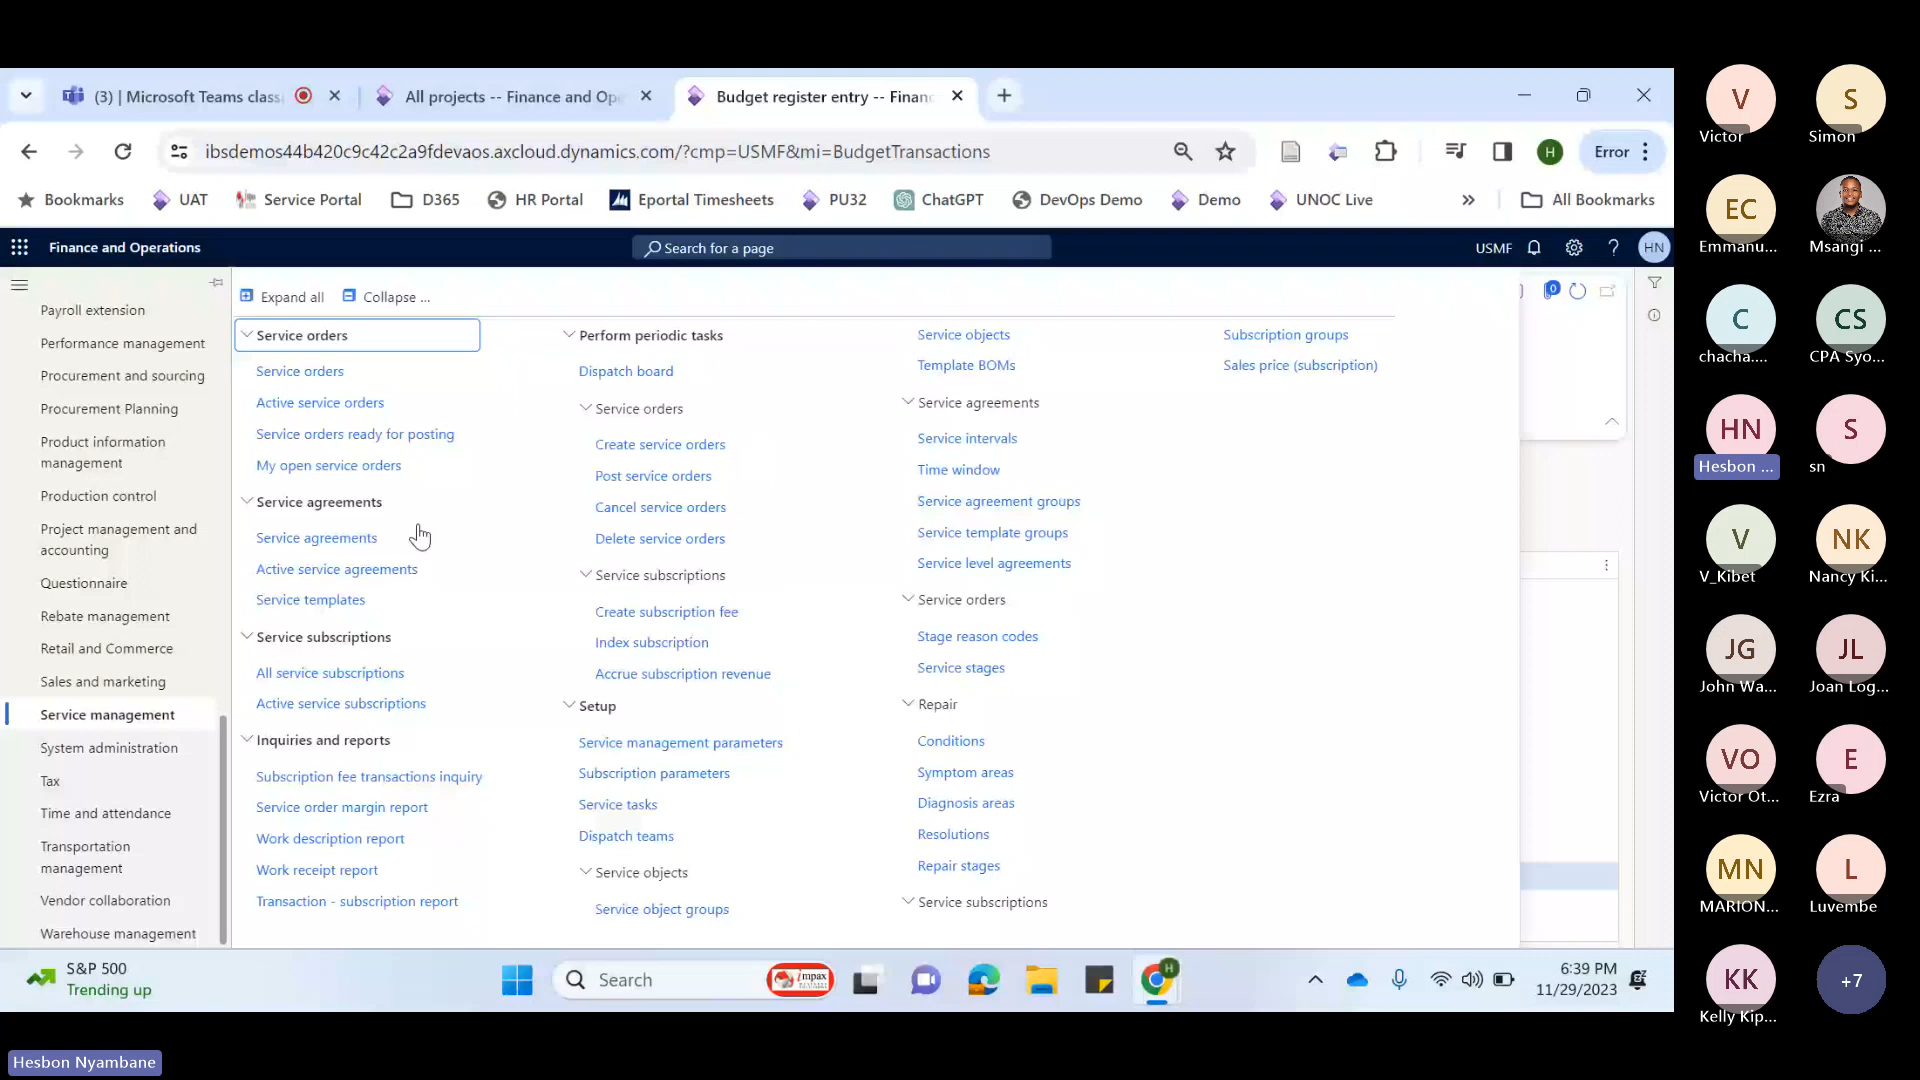 (3) | Microsoft Teams class
All projects -- Finance and Ope
Budget register entry -- Finan
ibsdemos44b420c9c42c2a9fdevaos.axcloud.dynamics.com/?cmp=USMF&mi=BudgetTransactions
H
Error
Bookmarks
UAT
Service Portal
D365
HR Portal
Eportal Timesheets
PU32
ChatGPT
DevOps Demo
Demo
UNOC Live
»
All Bookmarks
Finance and Operations
Search for a page
USMF
?
HN
Payroll extension
Performance management
Procurement and sourcing
Procurement Planning
Product information
management
Production control
Project management and
accounting
Questionnaire
Rebate management
Retail and Commerce
Sales and marketing
Service management
System administration
Tax
Time and attendance
Transportation
management
Vendor collaboration
Warehouse management
Expand all
Collapse ...
0
Service orders
Service orders
Active service orders
Service orders ready for posting
My open service orders
Service agreements
Service agreements
Active service agreements
Service templates
Service subscriptions
All service subscriptions
Active service subscriptions
Inquiries and reports
Subscription fee transactions inquiry
Service order margin report
Work description report
Work receipt report
Transaction - subscription report
Perform periodic tasks
Dispatch board
Service orders
Create service orders
Post service orders
Cancel service orders
Delete service orders
Service subscriptions
Create subscription fee
Index subscription
Accrue subscription revenue
Setup
Service management parameters
Subscription parameters
Service tasks
Dispatch teams
Service objects
Service object groups
Service objects
Template BOMs
Service agreements
Service intervals
Time window
Service agreement groups
Service template groups
Service level agreements
Service orders
Stage reason codes
Service stages
Repair
Conditions
Symptom areas
Diagnosis areas
Resolutions
Repair stages
Service subscriptions
Subscription groups
Sales price (subscription)
S&P 500
Trending up
Search
impax
H
6:39 PM
11/29/2023
Hesbon Nyambane
V
Victor
S
Simon
EC
Emmanu...
Msangi ...
C
chacha....
CS
CPA Syo...
HN
Hesbon ...
S
sn
V
V_Kibet
NK
Nancy Ki...
JG
John Wa...
JL
Joan Log...
VO
Victor Ot...
E
Ezra
MN
MARION...
L
Luvembe
KK
Kelly Kip...
+7